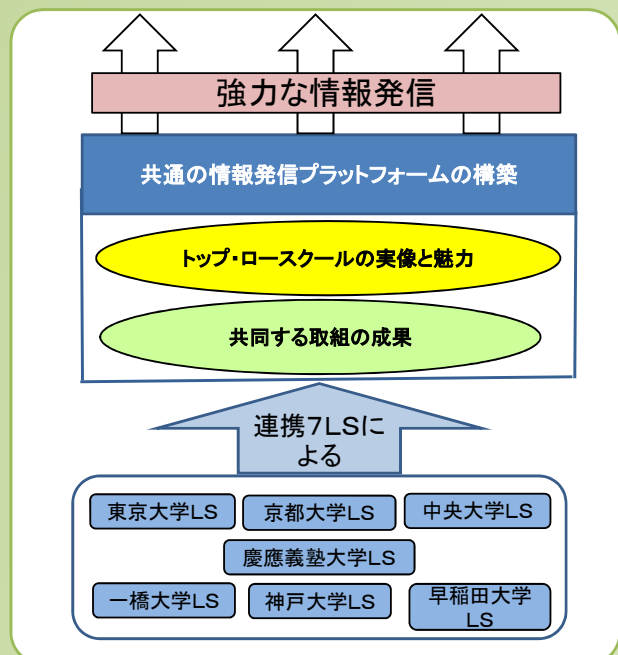 強力な情報発信
共通の情報発信プラットフォームの構築
トップ・ロースクールの実像と魅力
共同する取組の成果
連携7LSに
よる
東京大学LS
京都大学LS
中央大学LS
慶應義塾大学LS
一橋大学LS
神戸大学LS
早稲田大学
LS